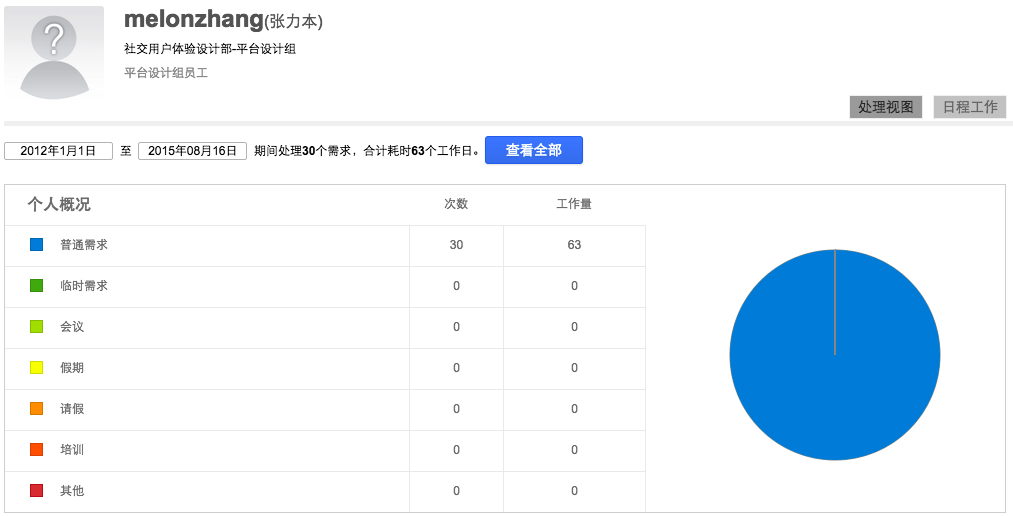 melonzhang(张力本)
社交用户体验设计部-平台设计组
平台设计组员工
处理视图 日程工作
2012年1月1日 至 2015年08月16日 期间处理30个需求，合计耗时63个工作日。 查看全部
个人概况 次数 工作量
普通需求 30 63
临时需求 0 0
会议 0 0
假期 0 0
请假 0 0
培训 0 0
其他 0 0